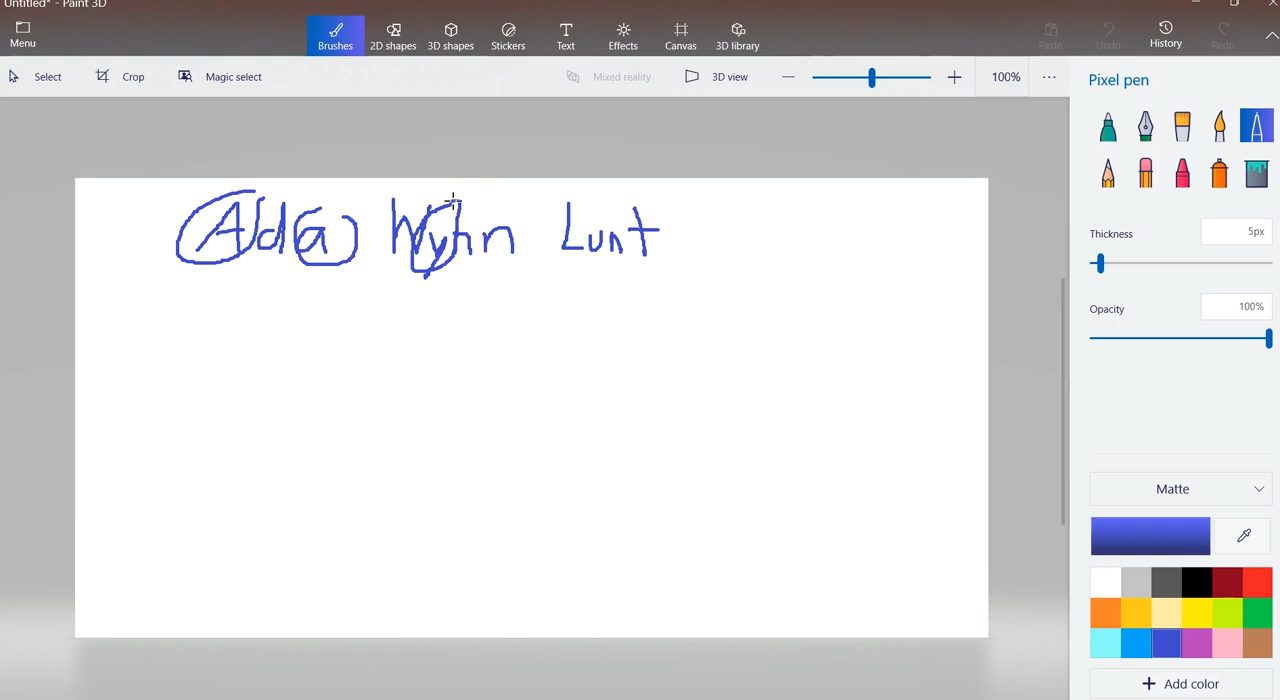 Untitled* - Paint 3D
Menu Brushes 2D shapes 3D shapes Stickers Text Effects Canvas 3D library Paste Undo History Redo
Select Crop Magic select Mixed reality 3D view 100%
Pixel pen
Alda Wynn Lunt
Thickness 5px
Opacity 100%
Matte
Add color